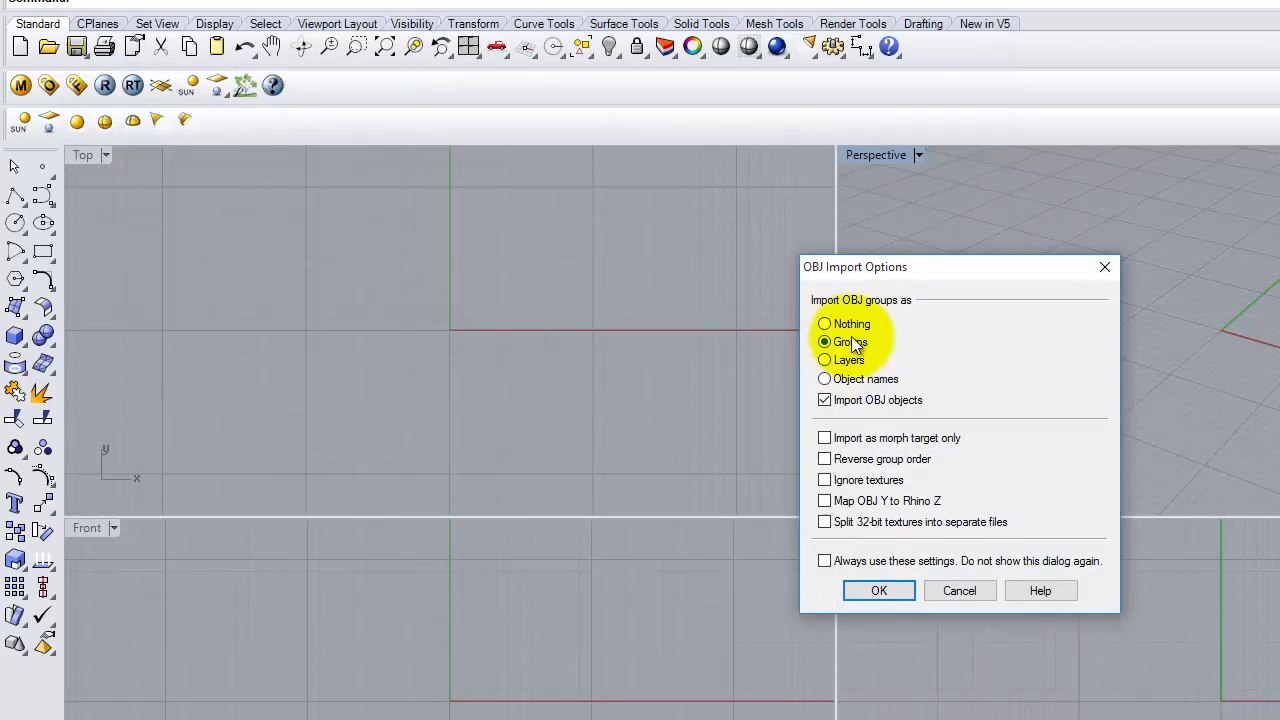 Standard CPlanes Set View Display Select Viewport Layout Visibility Transform Curve Tools Surface Tools Solid Tools Mesh Tools Render Tools Drafting New in V5
M O F R RT SUN
SUN
Top
Perspective
OBJ Import Options
Import OBJ groups as
Nothing
Groups
Layers
Object names
Import OBJ objects
Import as morph target only
Reverse group order
Ignore textures
Map OBJ Y to Rhino Z
Split 32-bit textures into separate files
Always use these settings. Do not show this dialog again.
OK Cancel Help
y
x
Front